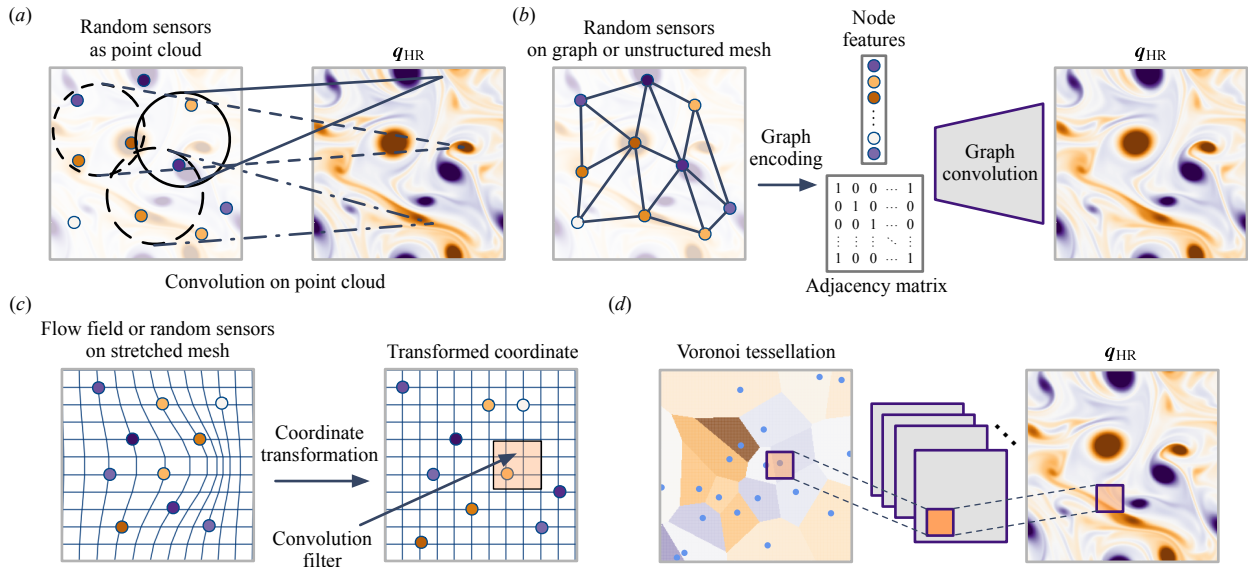 (a)
Random sensors
as point cloud
q_HR
Convolution on point cloud
(b)
Random sensors
on graph or unstructured mesh
Graph
encoding
Node
features
1 0 0 ⋯ 1
0 1 0 ⋯ 0
0 0 1 ⋯ 0
⋮ ⋮ ⋮ ⋱ ⋮
1 0 0 ⋯ 1
Adjacency matrix
Graph
convolution
q_HR
(c)
Flow field or random sensors
on stretched mesh
Coordinate
transformation
Convolution
filter
Transformed coordinate
(d)
Voronoi tessellation
q_HR